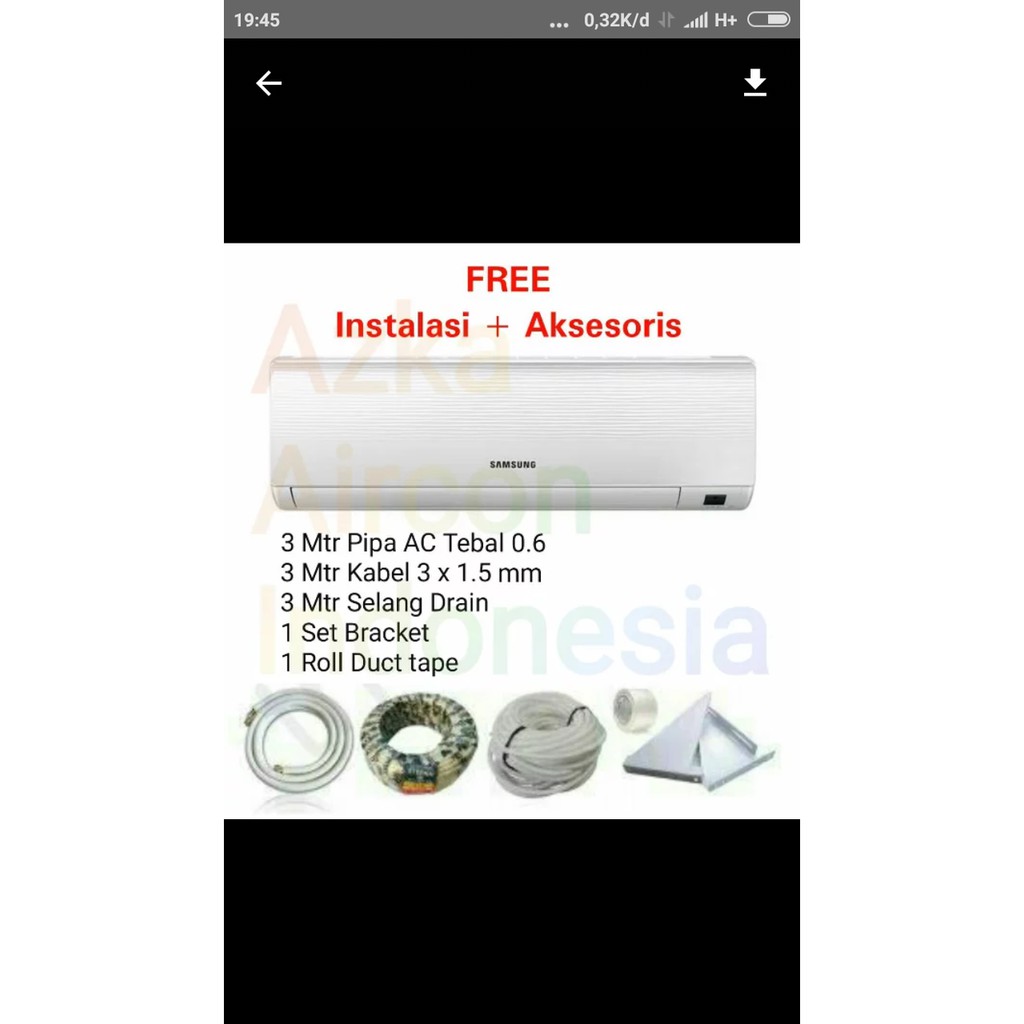 19:45 ... 0,32K/d H+
FREE
Instalasi + Aksesoris
Azka
SAMSUNG
Aircon
3 Mtr Pipa AC Tebal 0.6
3 Mtr Kabel 3 x 1.5 mm
3 Mtr Selang Drain
Indonesia
1 Set Bracket
1 Roll Duct tape